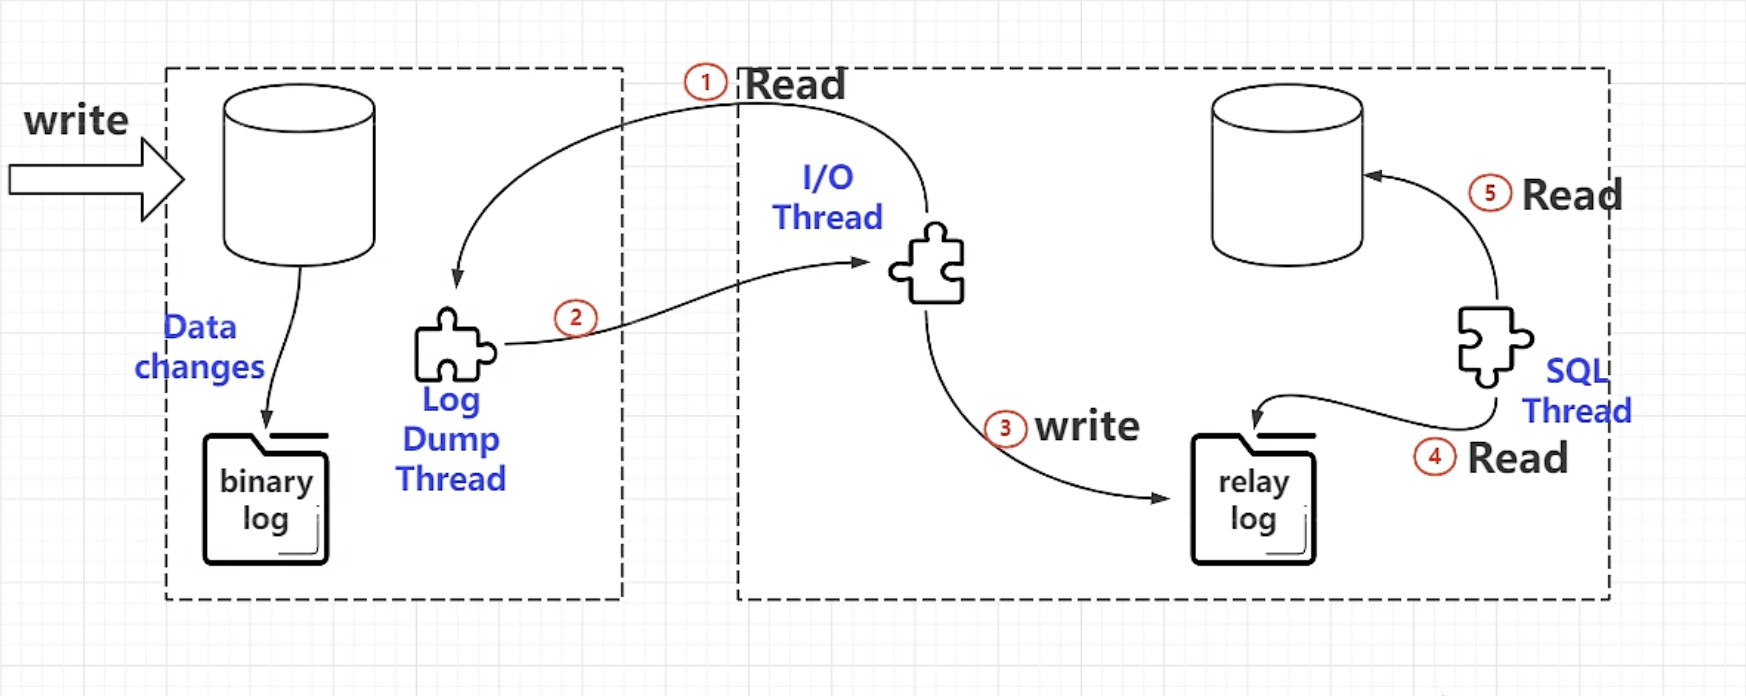 write
1 Read
I/O
Thread
5 Read
2
Data
changes
Log
Dump
Thread
SQL
Thread
3 write
4 Read
binary
log
relay
log